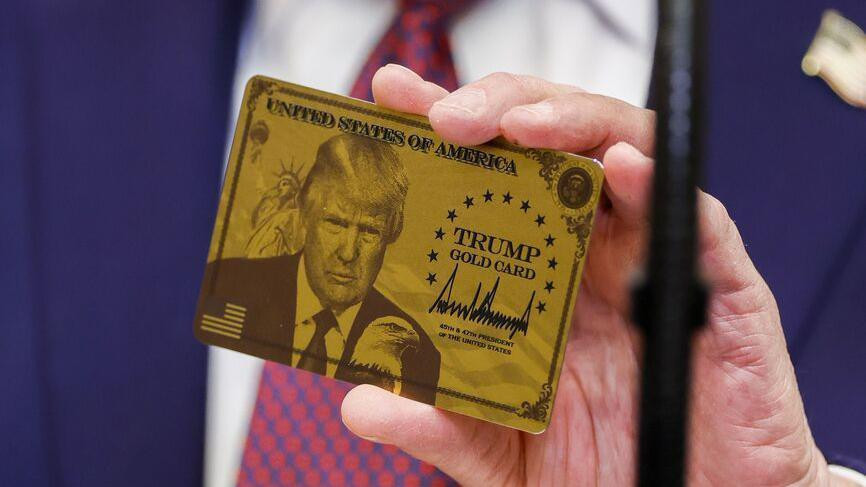 UNITED STATES OF AMERICA
TRUMP
GOLD CARD
45TH & 47TH PRESIDENT
OF THE UNITED STATES